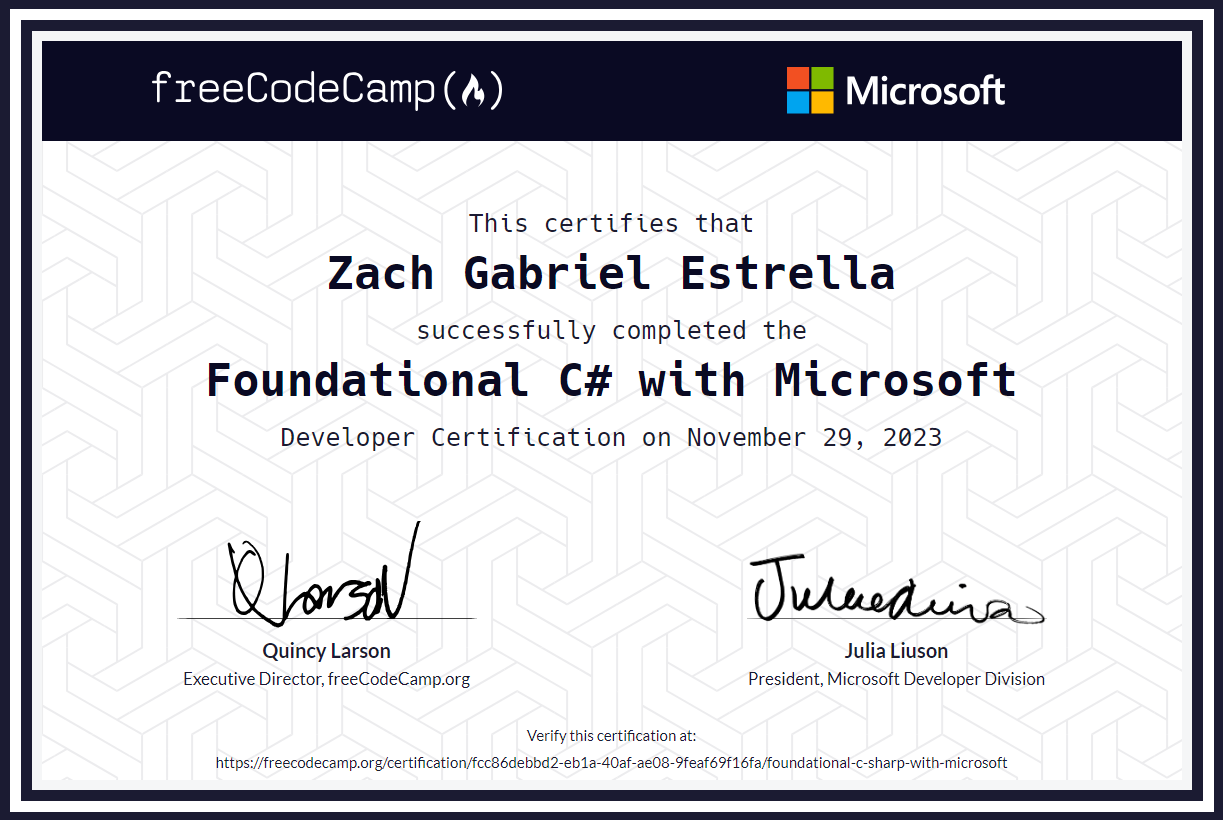 freeCodeCamp
Microsoft
This certifies that
Zach Gabriel Estrella
successfully completed the
Foundational C# with Microsoft
Developer Certification on November 29, 2023
Quincy Larson
Executive Director, freeCodeCamp.org
Julia Liuson
President, Microsoft Developer Division
Verify this certification at:
https://freecodecamp.org/certification/fcc86debbd2-eb1a-40af-ae08-9feaf69f16fa/foundational-c-sharp-with-microsoft